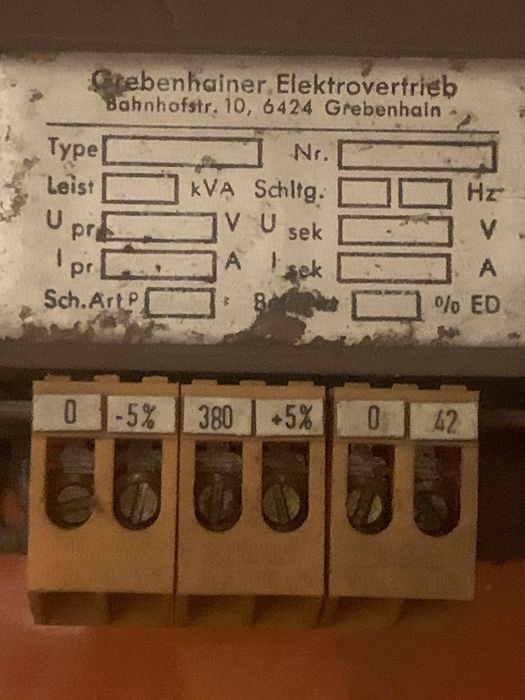 Grebenhainer Elektrovertrieb
Bahnhofstr. 10, 6424 Grebenhain
Type Nr.
Leist kVA Schltg. Hz
U pr V U sek V
I pr A I sek A
Sch.Art P % ED
0 -5% 380 +5% 0 42